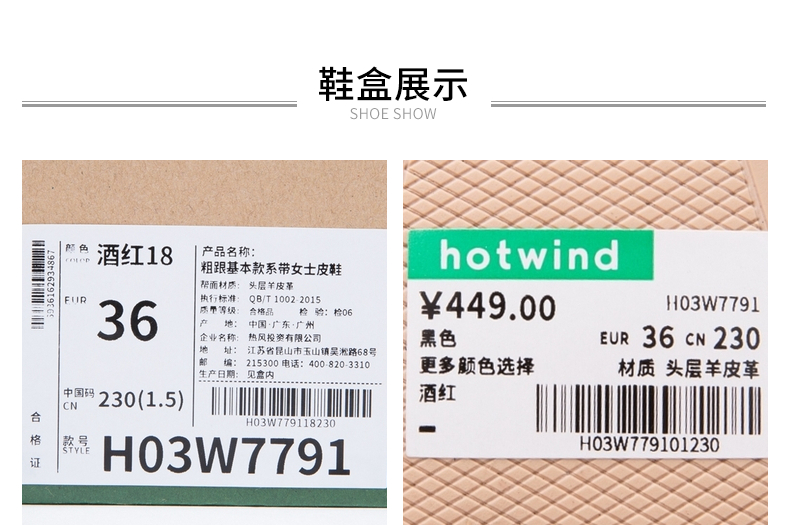 鞋盒展示
SHOE SHOW
6936162934867
合格证
颜色 酒红18
COLOR
EUR
36
中国码
CN 230(1.5)
款号
STYLE H03W7791
产品名称:
粗跟基本款系带女士皮鞋
帮面材质: 头层羊皮革
执行标准: QB/T 1002-2015
质量等级: 合格品 检 验: 检06
产 地: 中国·广东·广州
企业名称: 热风投资有限公司
地 址: 江苏省昆山市玉山镇吴淞路68号
邮 编: 215300 电话: 400-820-3310
生产日期: 见盒内
H03W779118230
hotwind
¥449.00 H03W7791
黑色 EUR 36 CN 230
更多颜色选择 材质 头层羊皮革
酒红
H03W779101230